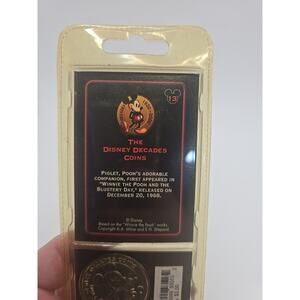 13
THE
DISNEY DECADES
COINS
PIGLET, POOH'S ADORABLE
COMPANION, FIRST APPEARED IN
"WINNIE THE POOH AND THE
BLUSTERY DAY," RELEASED ON
DECEMBER 20, 1968.
© Disney
Based on the "Winnie the Pooh" works
Copyright A.A. Milne and E.H. Shepard